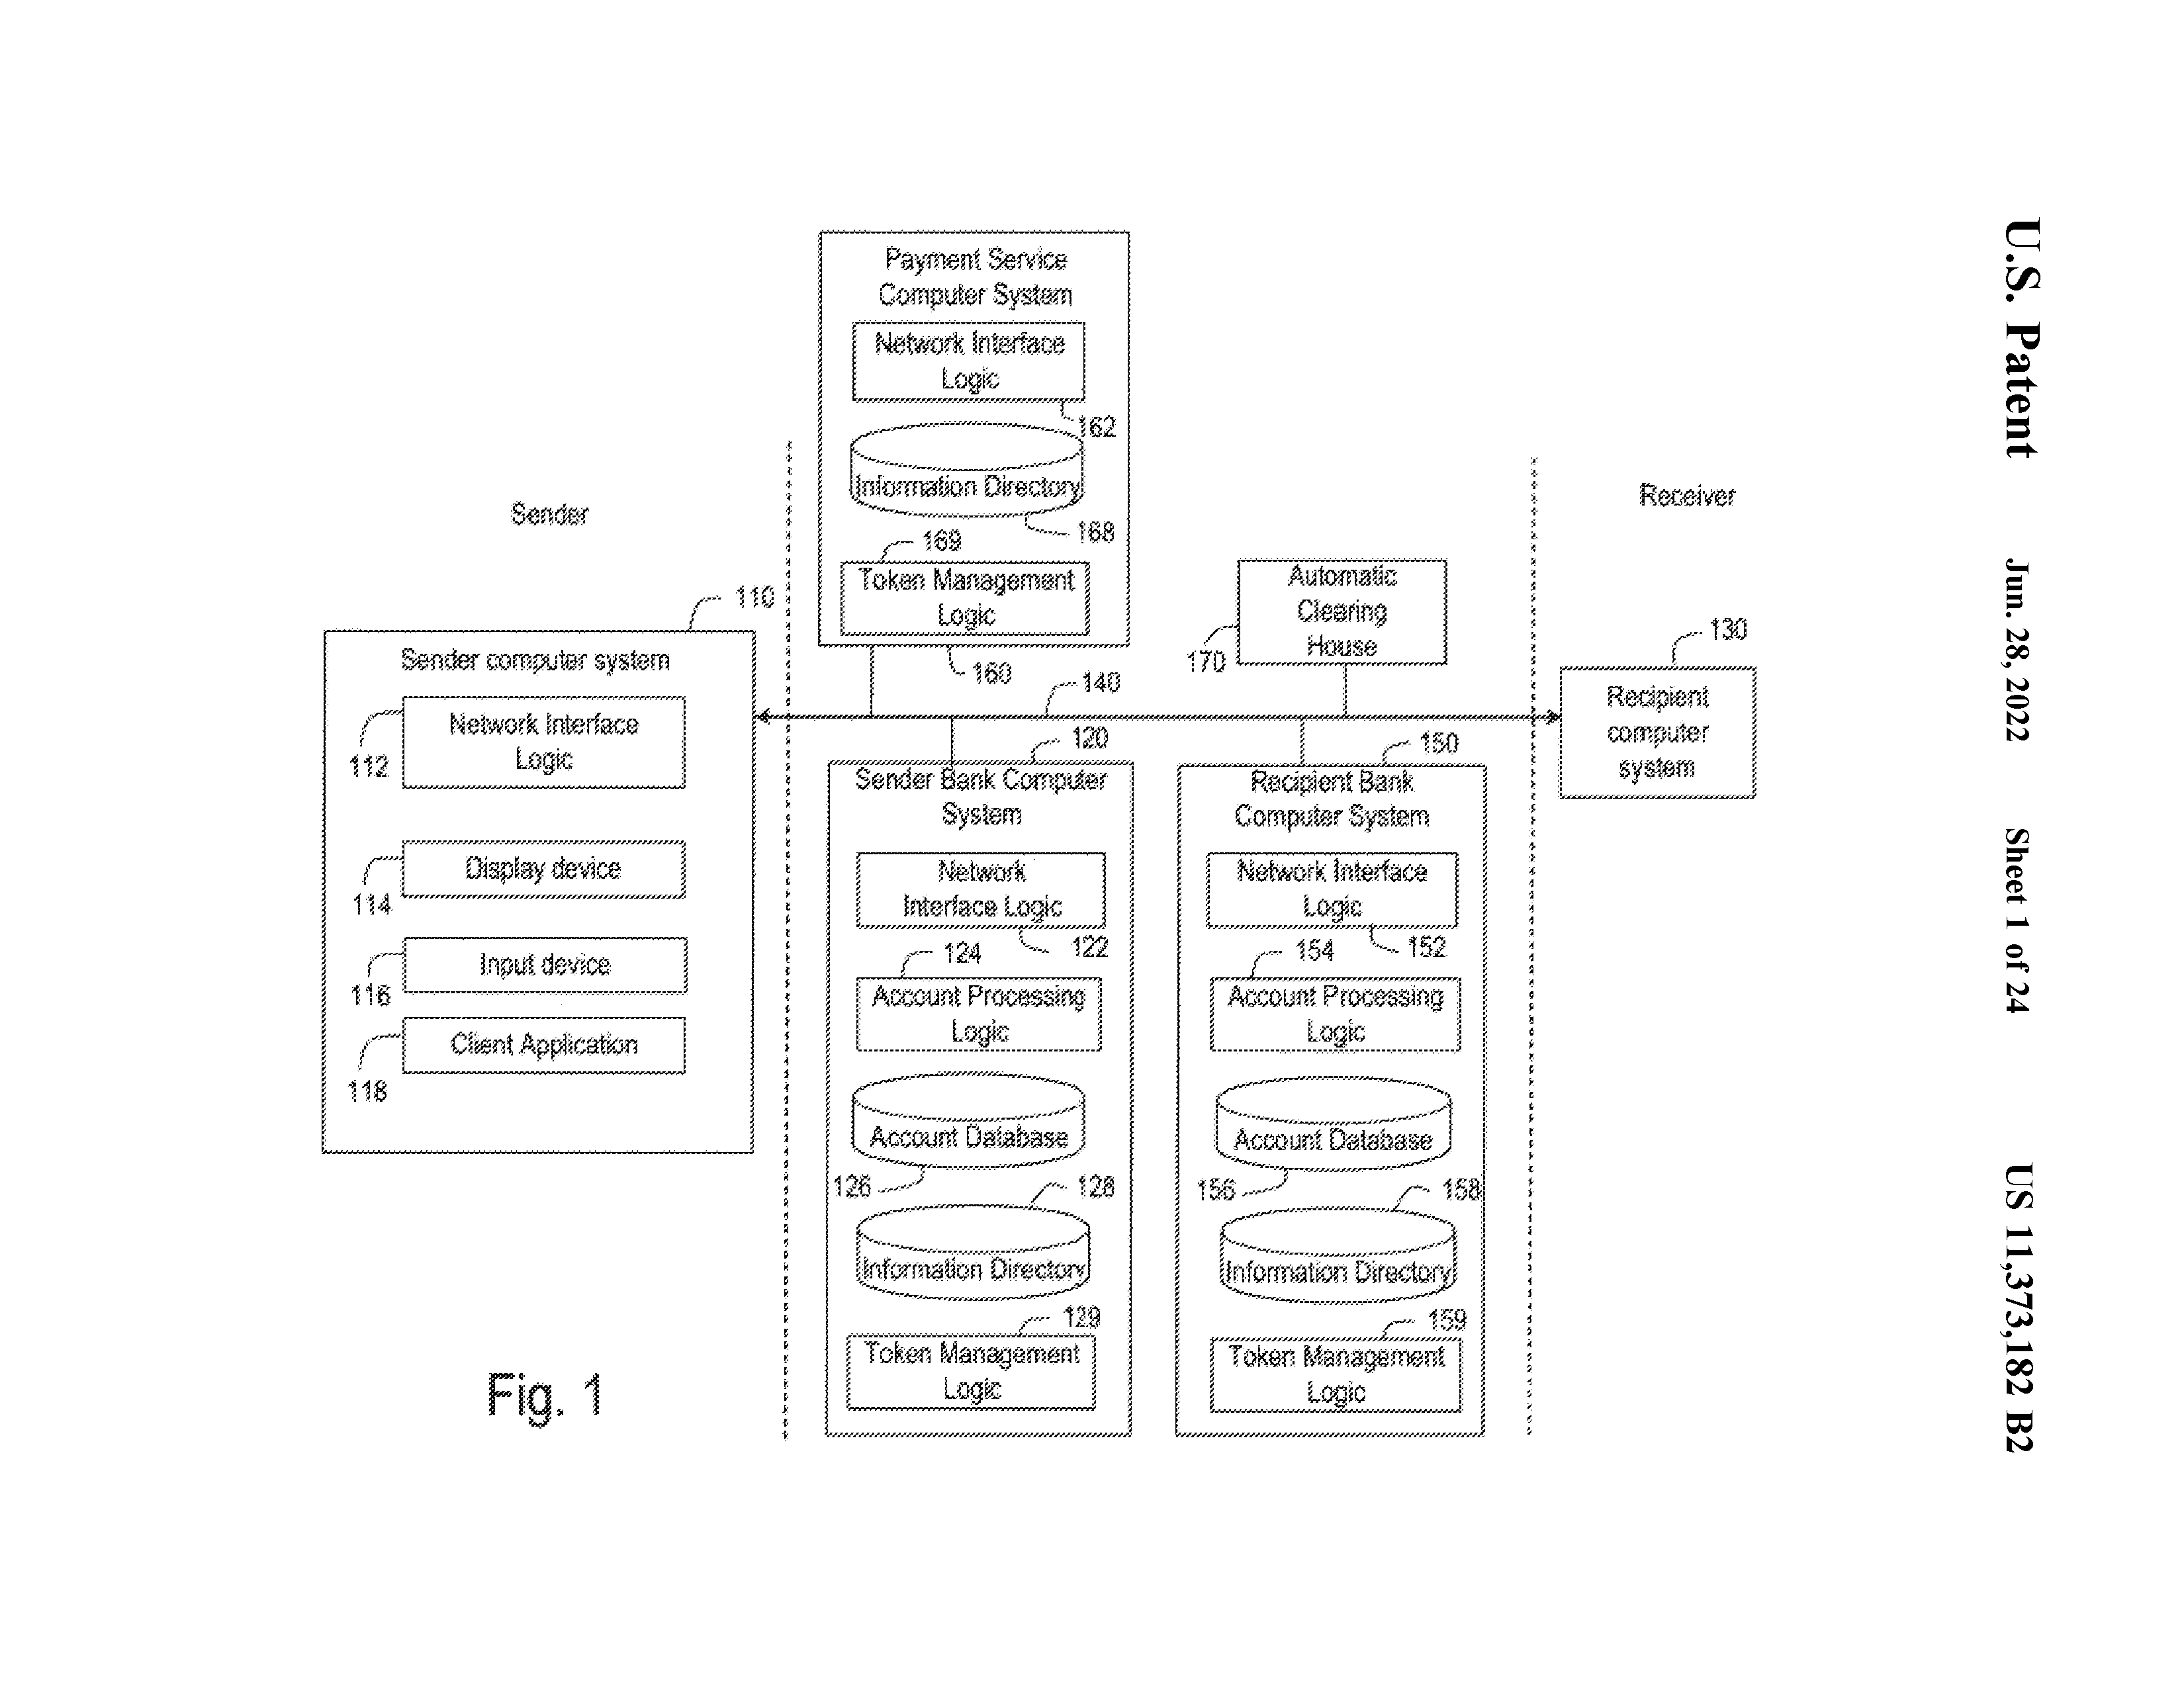 U.S. Patent
Jun. 28, 2022
Sheet 1 of 24
US 11,373,182 B2
Sender
110
Sender computer system
Network Interface
Logic
112
Display device
114
Input device
116
Client Application
118
Payment Service
Computer System
Network Interface
Logic
162
Information Directory
168
169
Token Management
Logic
160
140
Automatic
Clearing
House
170
Receiver
130
Recipient
computer
system
120
Sender Bank Computer
System
Network
Interface Logic
122
124
Account Processing
Logic
Account Database
126
128
Information Directory
129
Token Management
Logic
150
Recipient Bank
Computer System
Network Interface
Logic
152
154
Account Processing
Logic
Account Database
156
158
Information Directory
159
Token Management
Logic
Fig. 1